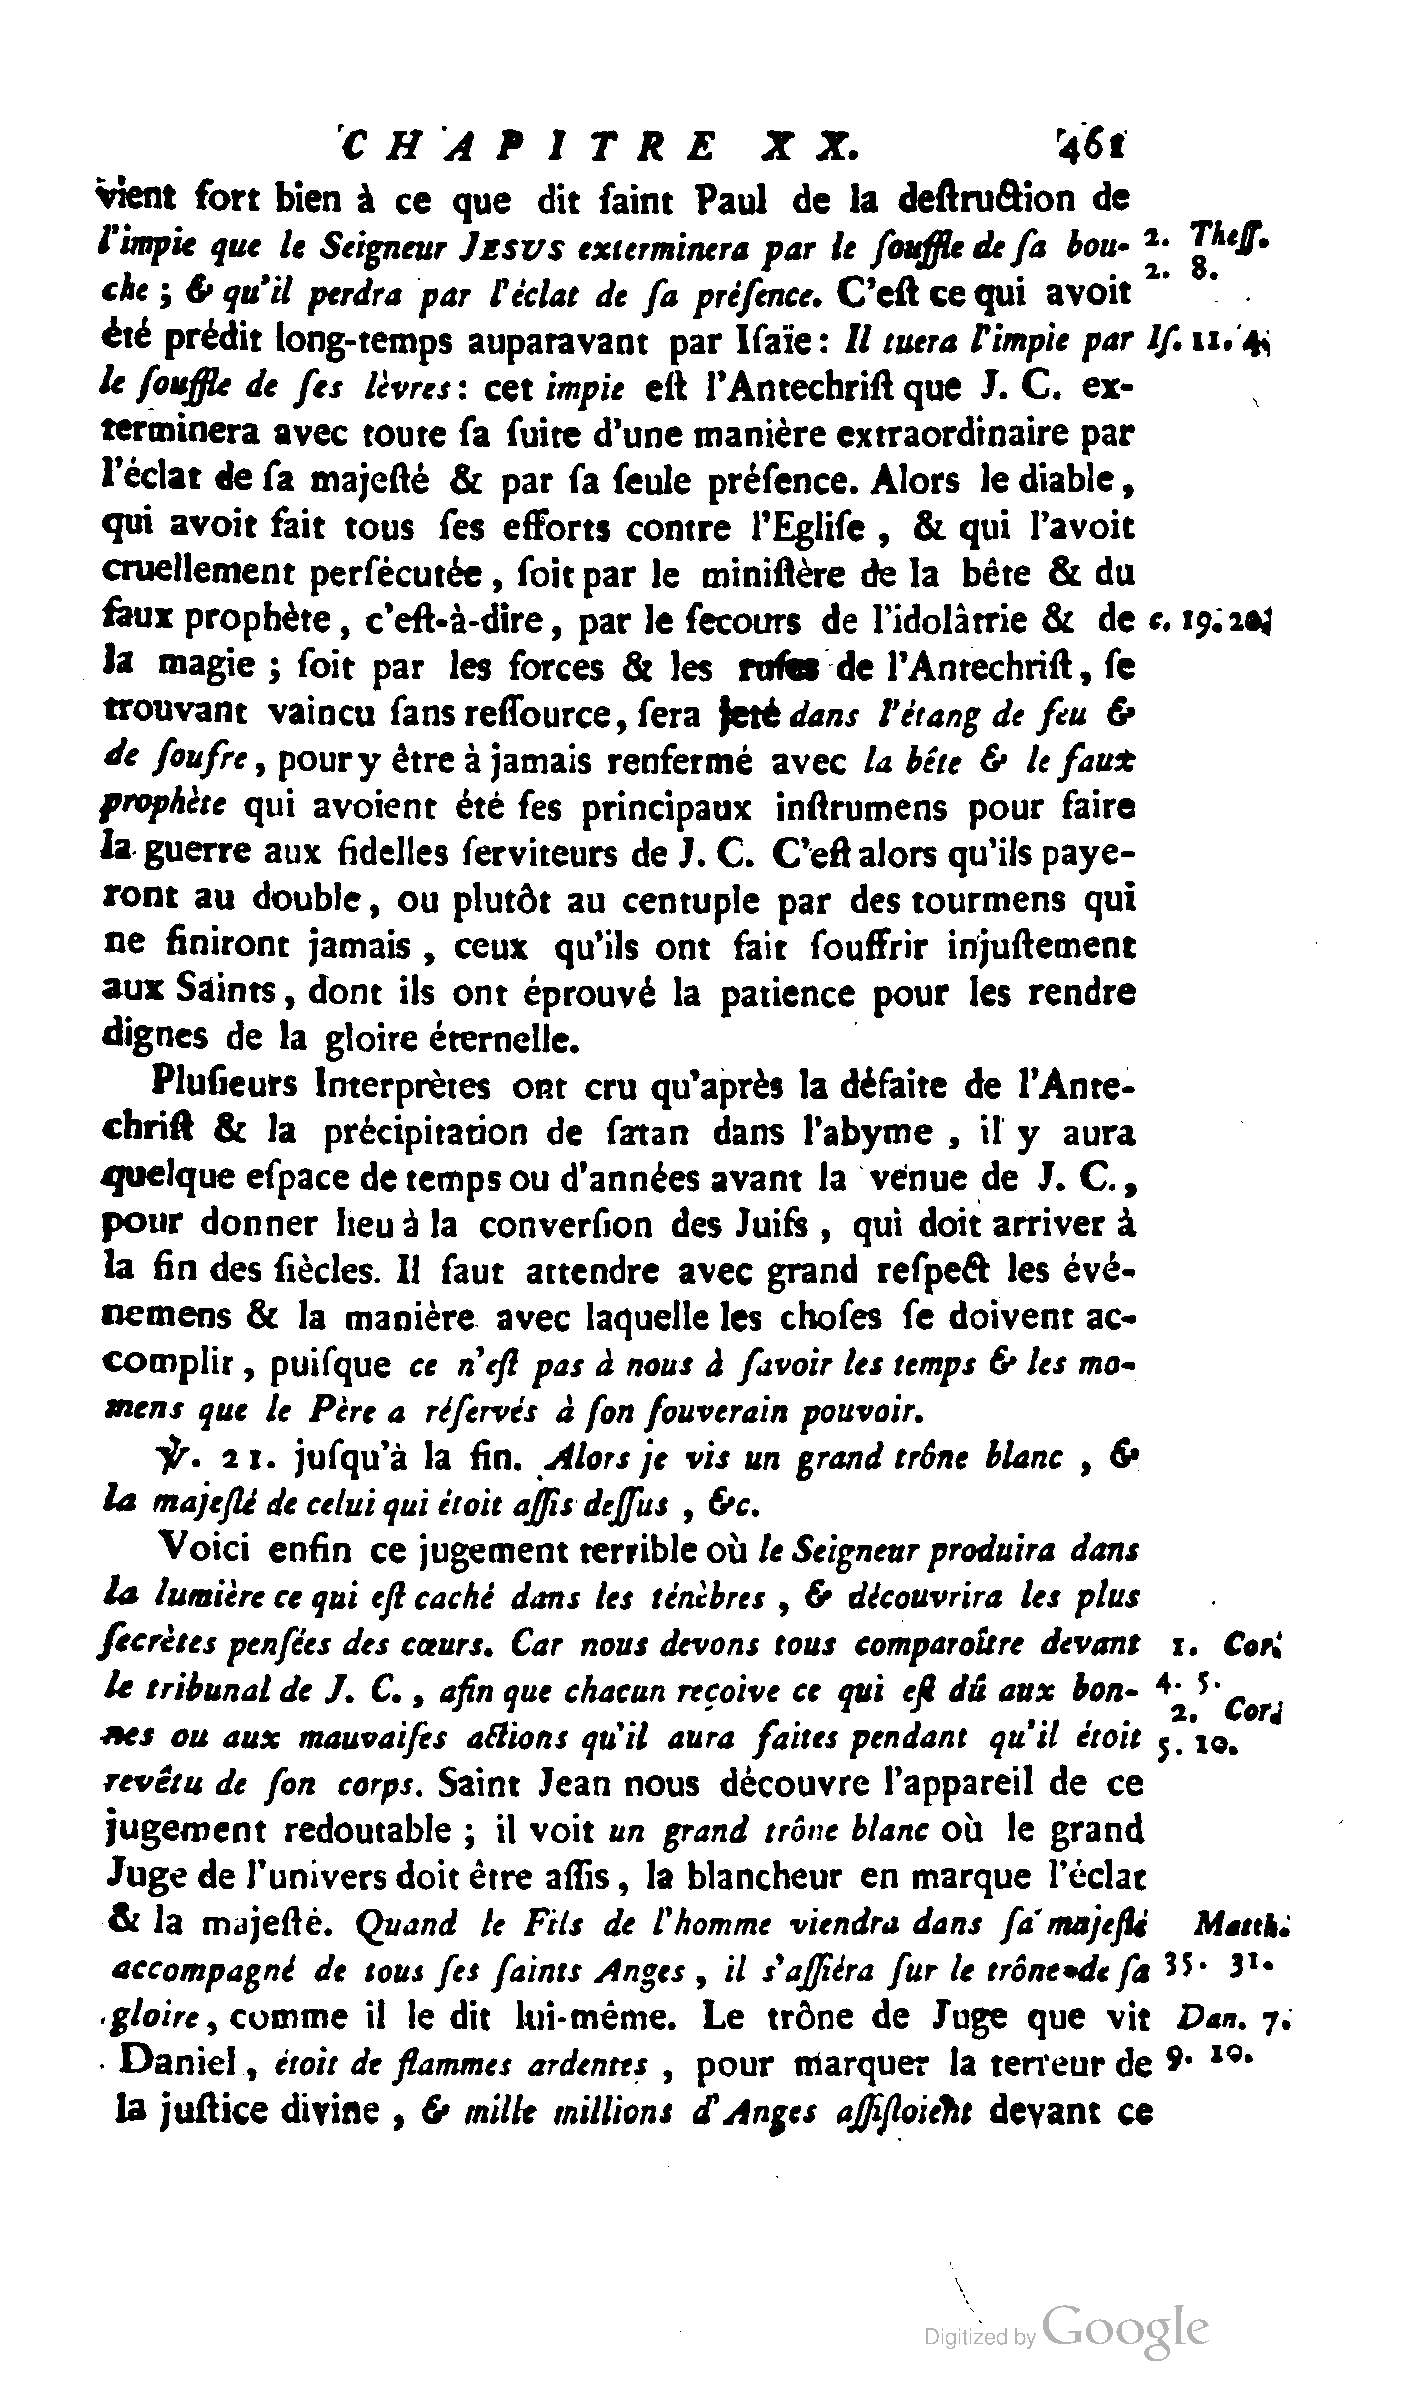 CHAPITRE XX. 461
vient fort bien à ce que dit ſaint Paul de la deſtruction de
l'impie que le Seigneur JESUS exterminera par le ſouffle de ſa bou- 2. Theſſ.
che ; & qu'il perdra par l'éclat de ſa préſence. C'eſt ce qui avoit 2. 8.
été prédit long-temps auparavant par Iſaïe : Il tuera l'impie par Iſ. 11. 4.
le ſouffle de ſes lèvres : cet impie eſt l'Antechriſt que J. C. ex-
terminera avec toute ſa ſuite d'une manière extraordinaire par
l'éclat de ſa majeſté & par ſa ſeule préſence. Alors le diable,
qui avoit fait tous ſes efforts contre l'Egliſe , & qui l'avoit
cruellement perſécutée, ſoit par le miniſtère de la bête & du
faux prophète, c'eſt-à-dire, par le ſecours de l'idolâtrie & de c. 19. 20.
la magie ; ſoit par les forces & les ruſes de l'Antechriſt, ſe
trouvant vaincu ſans reſſource, ſera jeté dans l'étang de feu &
de ſoufre, pour y être à jamais renfermé avec la bête & le faux
prophète qui avoient été ſes principaux inſtrumens pour faire
la guerre aux fidelles ſerviteurs de J. C. C'eſt alors qu'ils paye-
ront au double, ou plutôt au centuple par des tourmens qui
ne finiront jamais , ceux qu'ils ont fait ſouffrir injuſtement
aux Saints, dont ils ont éprouvé la patience pour les rendre
dignes de la gloire éternelle.
Pluſieurs Interprètes ont cru qu'après la défaite de l'Ante-
chriſt & la précipitation de ſatan dans l'abyme , il y aura
quelque eſpace de temps ou d'années avant la venue de J. C.,
pour donner lieu à la converſion des Juifs , qui doit arriver à
la fin des ſiècles. Il faut attendre avec grand reſpect les évé-
nemens & la manière avec laquelle les choſes ſe doivent ac-
complir, puiſque ce n'eſt pas à nous à ſavoir les temps & les mo-
mens que le Père a réſervés à ſon ſouverain pouvoir.
℣. 21. juſqu'à la fin. Alors je vis un grand trône blanc , &
la majeſté de celui qui étoit aſſis deſſus , &c.
Voici enfin ce jugement terrible où le Seigneur produira dans
la lumière ce qui eſt caché dans les ténèbres , & découvrira les plus
ſecrètes penſées des cœurs. Car nous devons tous comparoître devant 1. Cor.
le tribunal de J. C., afin que chacun reçoive ce qui eſt dû aux bon- 4. 5.
nes ou aux mauvaiſes actions qu'il aura faites pendant qu'il étoit 2. Cor. 5. 10.
revêtu de ſon corps. Saint Jean nous découvre l'appareil de ce
jugement redoutable ; il voit un grand trône blanc où le grand
Juge de l'univers doit être aſſis, la blancheur en marque l'éclat
& la majeſté. Quand le Fils de l'homme viendra dans ſa majeſté Matth.
accompagné de tous ſes ſaints Anges, il s'aſſiéra ſur le trône de ſa 35. 31.
gloire, comme il le dit lui-même. Le trône de Juge que vit Dan. 7.
Daniel, étoit de flammes ardentes , pour marquer la terreur de 9. 10.
la juſtice divine , & mille millions d'Anges aſſiſtoient devant ce
Digitized by Google